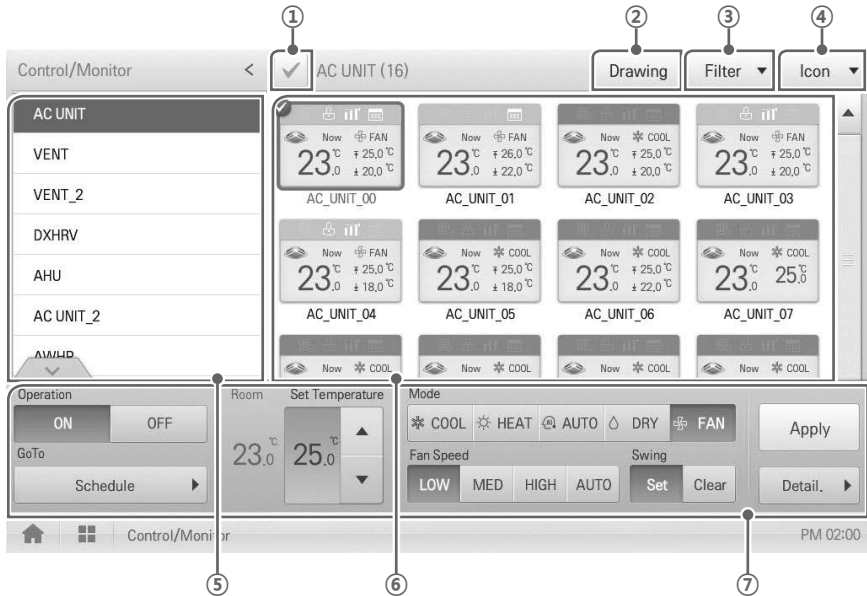 ① ② ③ ④
Control/Monitor < AC UNIT (16) Drawing Filter ▼ Icon ▼
AC UNIT
VENT
VENT_2
DXHRV
AHU
AC UNIT_2
AWHP
Now FAN
23.0 °C 25.0 °C
20.0 °C
AC_UNIT_00
Now FAN
23.0 °C 26.0 °C
22.0 °C
AC_UNIT_01
Now COOL
23.0 °C 25.0 °C
20.0 °C
AC_UNIT_02
Now FAN
23.0 °C 25.0 °C
20.0 °C
AC_UNIT_03
Now FAN
23.0 °C 25.0 °C
18.0 °C
AC_UNIT_04
Now COOL
23.0 °C 25.0 °C
18.0 °C
AC_UNIT_05
Now COOL
23.0 °C 25.0 °C
22.0 °C
AC_UNIT_06
Now COOL
23.0 °C 25.0 °C
AC_UNIT_07
Now COOL
Now COOL
Now COOL
Now COOL
Operation
ON OFF
GoTo
Schedule
Room Set Temperature
23.0 °C 25.0 °C
Mode
COOL HEAT AUTO DRY FAN
Fan Speed Swing
LOW MED HIGH AUTO Set Clear
Apply
Detail.
Control/Monitor PM 02:00
⑤ ⑥ ⑦